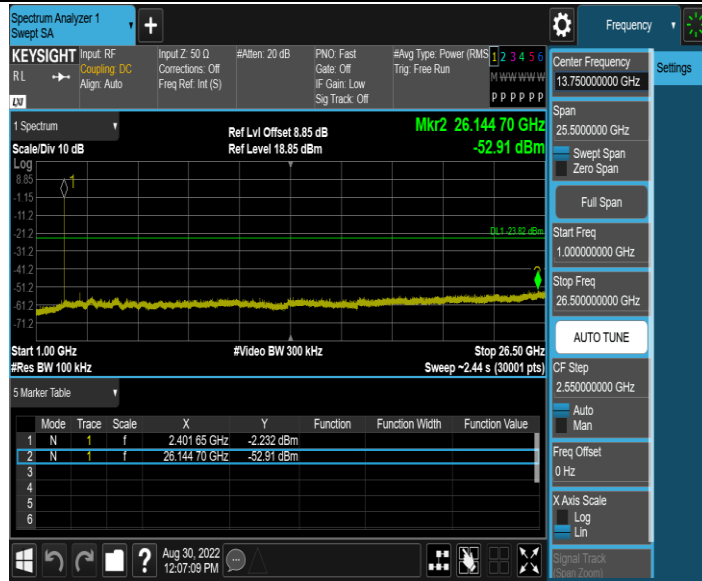 Spectrum Analyzer 1
Swept SA
+
Frequency
KEYSIGHT
RL
LXI
Input: RF
Coupling: DC
Align: Auto
Input Z: 50 Ω
Corrections: Off
Freq Ref: Int (S)
#Atten: 20 dB
PNO: Fast
Gate: Off
IF Gain: Low
Sig Track: Off
#Avg Type: Power (RMS
Trig: Free Run
1 2 3 4 5 6
M W W W W W
P P P P P P
1 Spectrum
Scale/Div 10 dB
Ref Lvl Offset 8.85 dB
Ref Level 18.85 dBm
Mkr2 26.144 70 GHz
-52.91 dBm
Log
8.85
-1.15
-11.2
-21.2
-31.2
-41.2
-51.2
-61.2
-71.2
1
DL1 -23.82 dBm
2
Start 1.00 GHz
#Video BW 300 kHz
Stop 26.50 GHz
#Res BW 100 kHz
Sweep ~2.44 s (30001 pts)
5 Marker Table
Mode Trace Scale X Y Function Function Width Function Value
1 N 1 f 2.401 65 GHz -2.232 dBm
2 N 1 f 26.144 70 GHz -52.91 dBm
3
4
5
6
?
Aug 30, 2022
12:07:09 PM
Center Frequency
13.750000000 GHz
Settings
Span
25.5000000 GHz
Swept Span
Zero Span
Full Span
Start Freq
1.000000000 GHz
Stop Freq
26.500000000 GHz
AUTO TUNE
CF Step
2.550000000 GHz
Auto
Man
Freq Offset
0 Hz
X Axis Scale
Log
Lin
Signal Track
(Span Zoom)